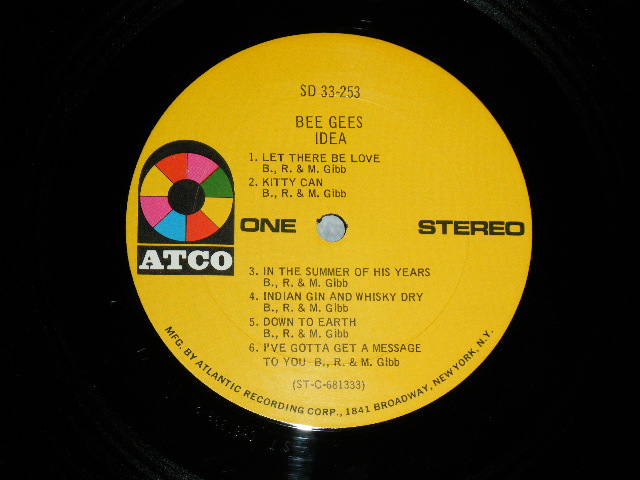 SD 33-253
BEE GEES
IDEA
1. LET THERE BE LOVE
B., R. & M. Gibb
2. KITTY CAN
B., R. & M. Gibb
ATCO
ONE
STEREO
3. IN THE SUMMER OF HIS YEARS
B., R. & M. Gibb
4. INDIAN GIN AND WHISKY DRY
B., R. & M. Gibb
5. DOWN TO EARTH
B., R. & M. Gibb
6. I'VE GOTTA GET A MESSAGE
TO YOU B., R. & M. Gibb
(ST-C-681333)
MFG. BY ATLANTIC RECORDING CORP., 1841 BROADWAY, NEW YORK, N.Y.